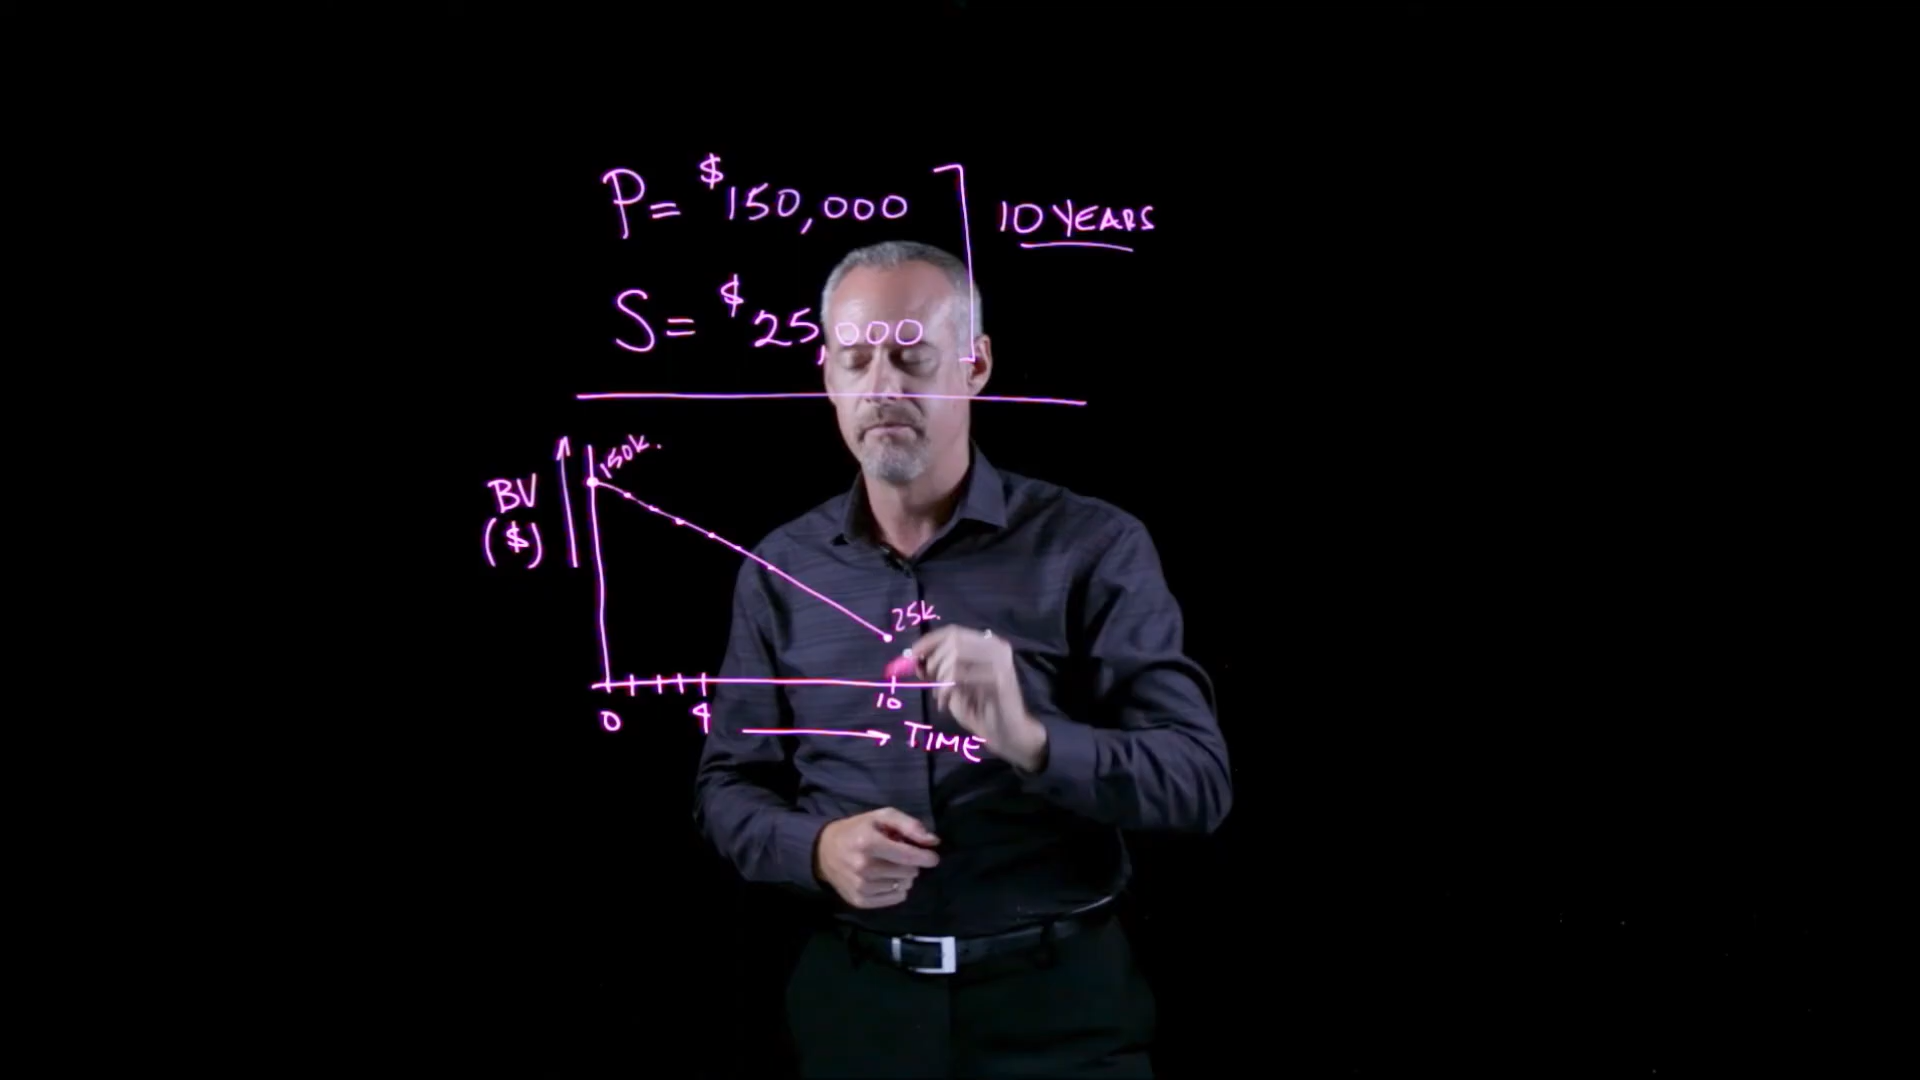 P= $150,000
10 YEARS
S= $25,000
150k.
BV
($)
25k.
10
0
4
TIME